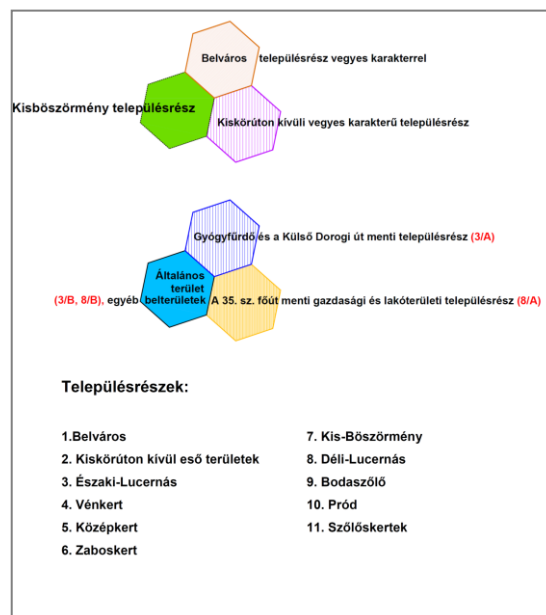 Belváros településrész vegyes karakterrel
Kisböszörmény településrész
Kiskörúton kívüli vegyes karakterű településrész
Gyógyfürdő és a Külső Dorogi út menti településrész (3/A)
Általános
terület
(3/B, 8/B), egyéb belterületek
A 35. sz. főút menti gazdasági és lakóterületi településrész (8/A)
Településrészek:
1.Belváros
2. Kiskörúton kívül eső területek
3. Északi-Lucernás
4. Vénkert
5. Középkert
6. Zaboskert
7. Kis-Böszörmény
8. Déli-Lucernás
9. Bodaszőlő
10. Pród
11. Szőlőskertek